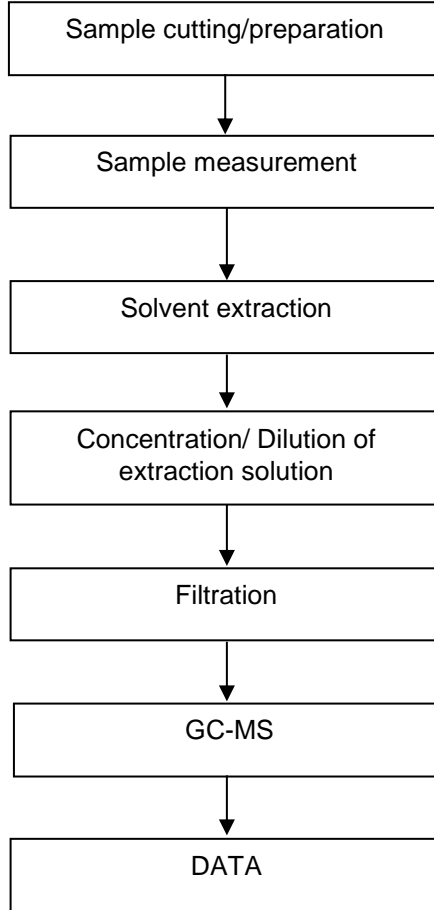 Sample cutting/preparation
Sample measurement
Solvent extraction
Concentration/ Dilution of
extraction solution
Filtration
GC-MS
DATA